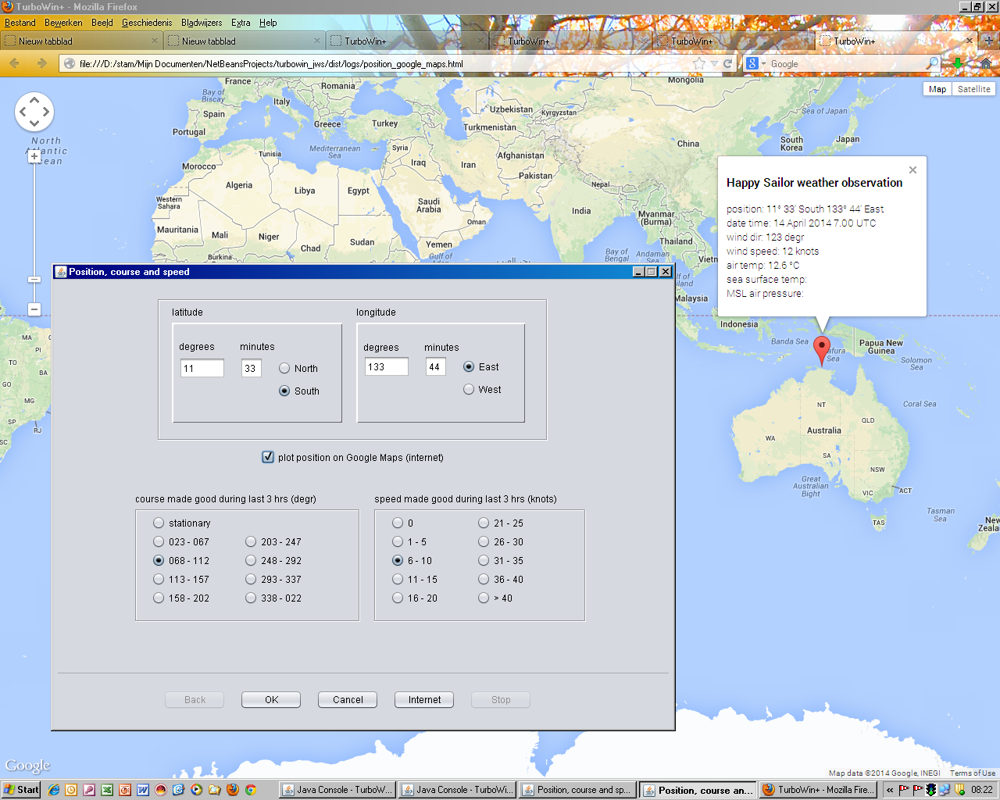 TurboWin+ - Mozilla Firefox
Bestand Bewerken Beeld Geschiedenis Bladwijzers Extra Help
Nieuw tabblad Nieuw tabblad TurboWin+ TurboWin+ TurboWin+ TurboWin+
file:///D:/stam/Mijn Documenten/NetBeansProjects/turbowin_jws/dist/logs/position_google_maps.html
Google
Map Satellite
Happy Sailor weather observation
position: 11° 33' South 133° 44' East
date time: 14 April 2014 7.00 UTC
wind dir: 123 degr
wind speed: 12 knots
air temp: 12.6 °C
sea surface temp:
MSL air pressure:
France
Romania
Mongolia
Bay of
Biscay
Italy
Spain
Portugal
Greece
Turkey
Uzbekistan
Kyrgyzstan
Turkmenistan
Sea of Japan
China
South
Korea
Japan
North
Atlantic
Ocean
Mediterranean
Sea
Tunisia
Syria
Morocco
Iraq
Iran
Afghanistan
Pakistan
Algeria
Libya
Egypt
Nepal
Western
Sahara
Saudi
Arabia
Oman
India
Myanmar
(Burma)
Mauritania
Mali
Niger
Chad
Sudan
Yemen
Thailand
Burkina
Gulf of
Bay of
Bengal
Andaman
Sea
Vietn
Gulf of
Thailand
Malaysia
Indonesia
Banda Sea
Arafura
Sea
Papua New
Guinea
Solomon
Sea
Coral Sea
NT
QLD
Australia
WA
SA
NSW
Great
Australian
Bight
VIC
ACT
TAS
Tasman
Sea
New
Zeala
MA
TO
PI
PB
BA
GO
MG
SP
RJ
PR
SC
Position, course and speed
latitude longitude
degrees minutes degrees minutes
11 33 North 133 44 East
South West
plot position on Google Maps (internet)
course made good during last 3 hrs (degr) speed made good during last 3 hrs (knots)
stationary 0 21 - 25
023 - 067 203 - 247 1 - 5 26 - 30
068 - 112 248 - 292 6 - 10 31 - 35
113 - 157 293 - 337 11 - 15 36 - 40
158 - 202 338 - 022 16 - 20 > 40
Back OK Cancel Internet Stop
Google
Map data ©2014 Google, INEGI Terms of Use
Start Java Console - TurboW... Java Console - TurboWi... Position, course and sp... Position, course an... TurboWin+ - Mozilla Fire... 08:22